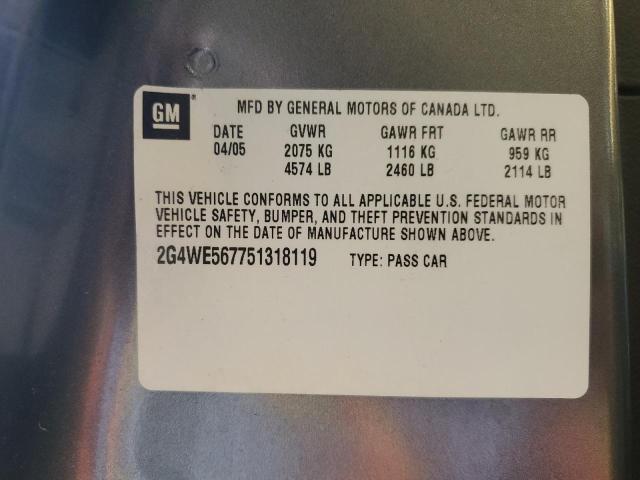 GM® MFD BY GENERAL MOTORS OF CANADA LTD.
DATE GVWR GAWR FRT GAWR RR
04/05 2075 KG 1116 KG 959 KG
4574 LB 2460 LB 2114 LB
THIS VEHICLE CONFORMS TO ALL APPLICABLE U.S. FEDERAL MOTOR
VEHICLE SAFETY, BUMPER, AND THEFT PREVENTION STANDARDS IN
EFFECT ON THE DATE OF MANUFACTURE SHOWN ABOVE.
2G4WE567751318119 TYPE: PASS CAR